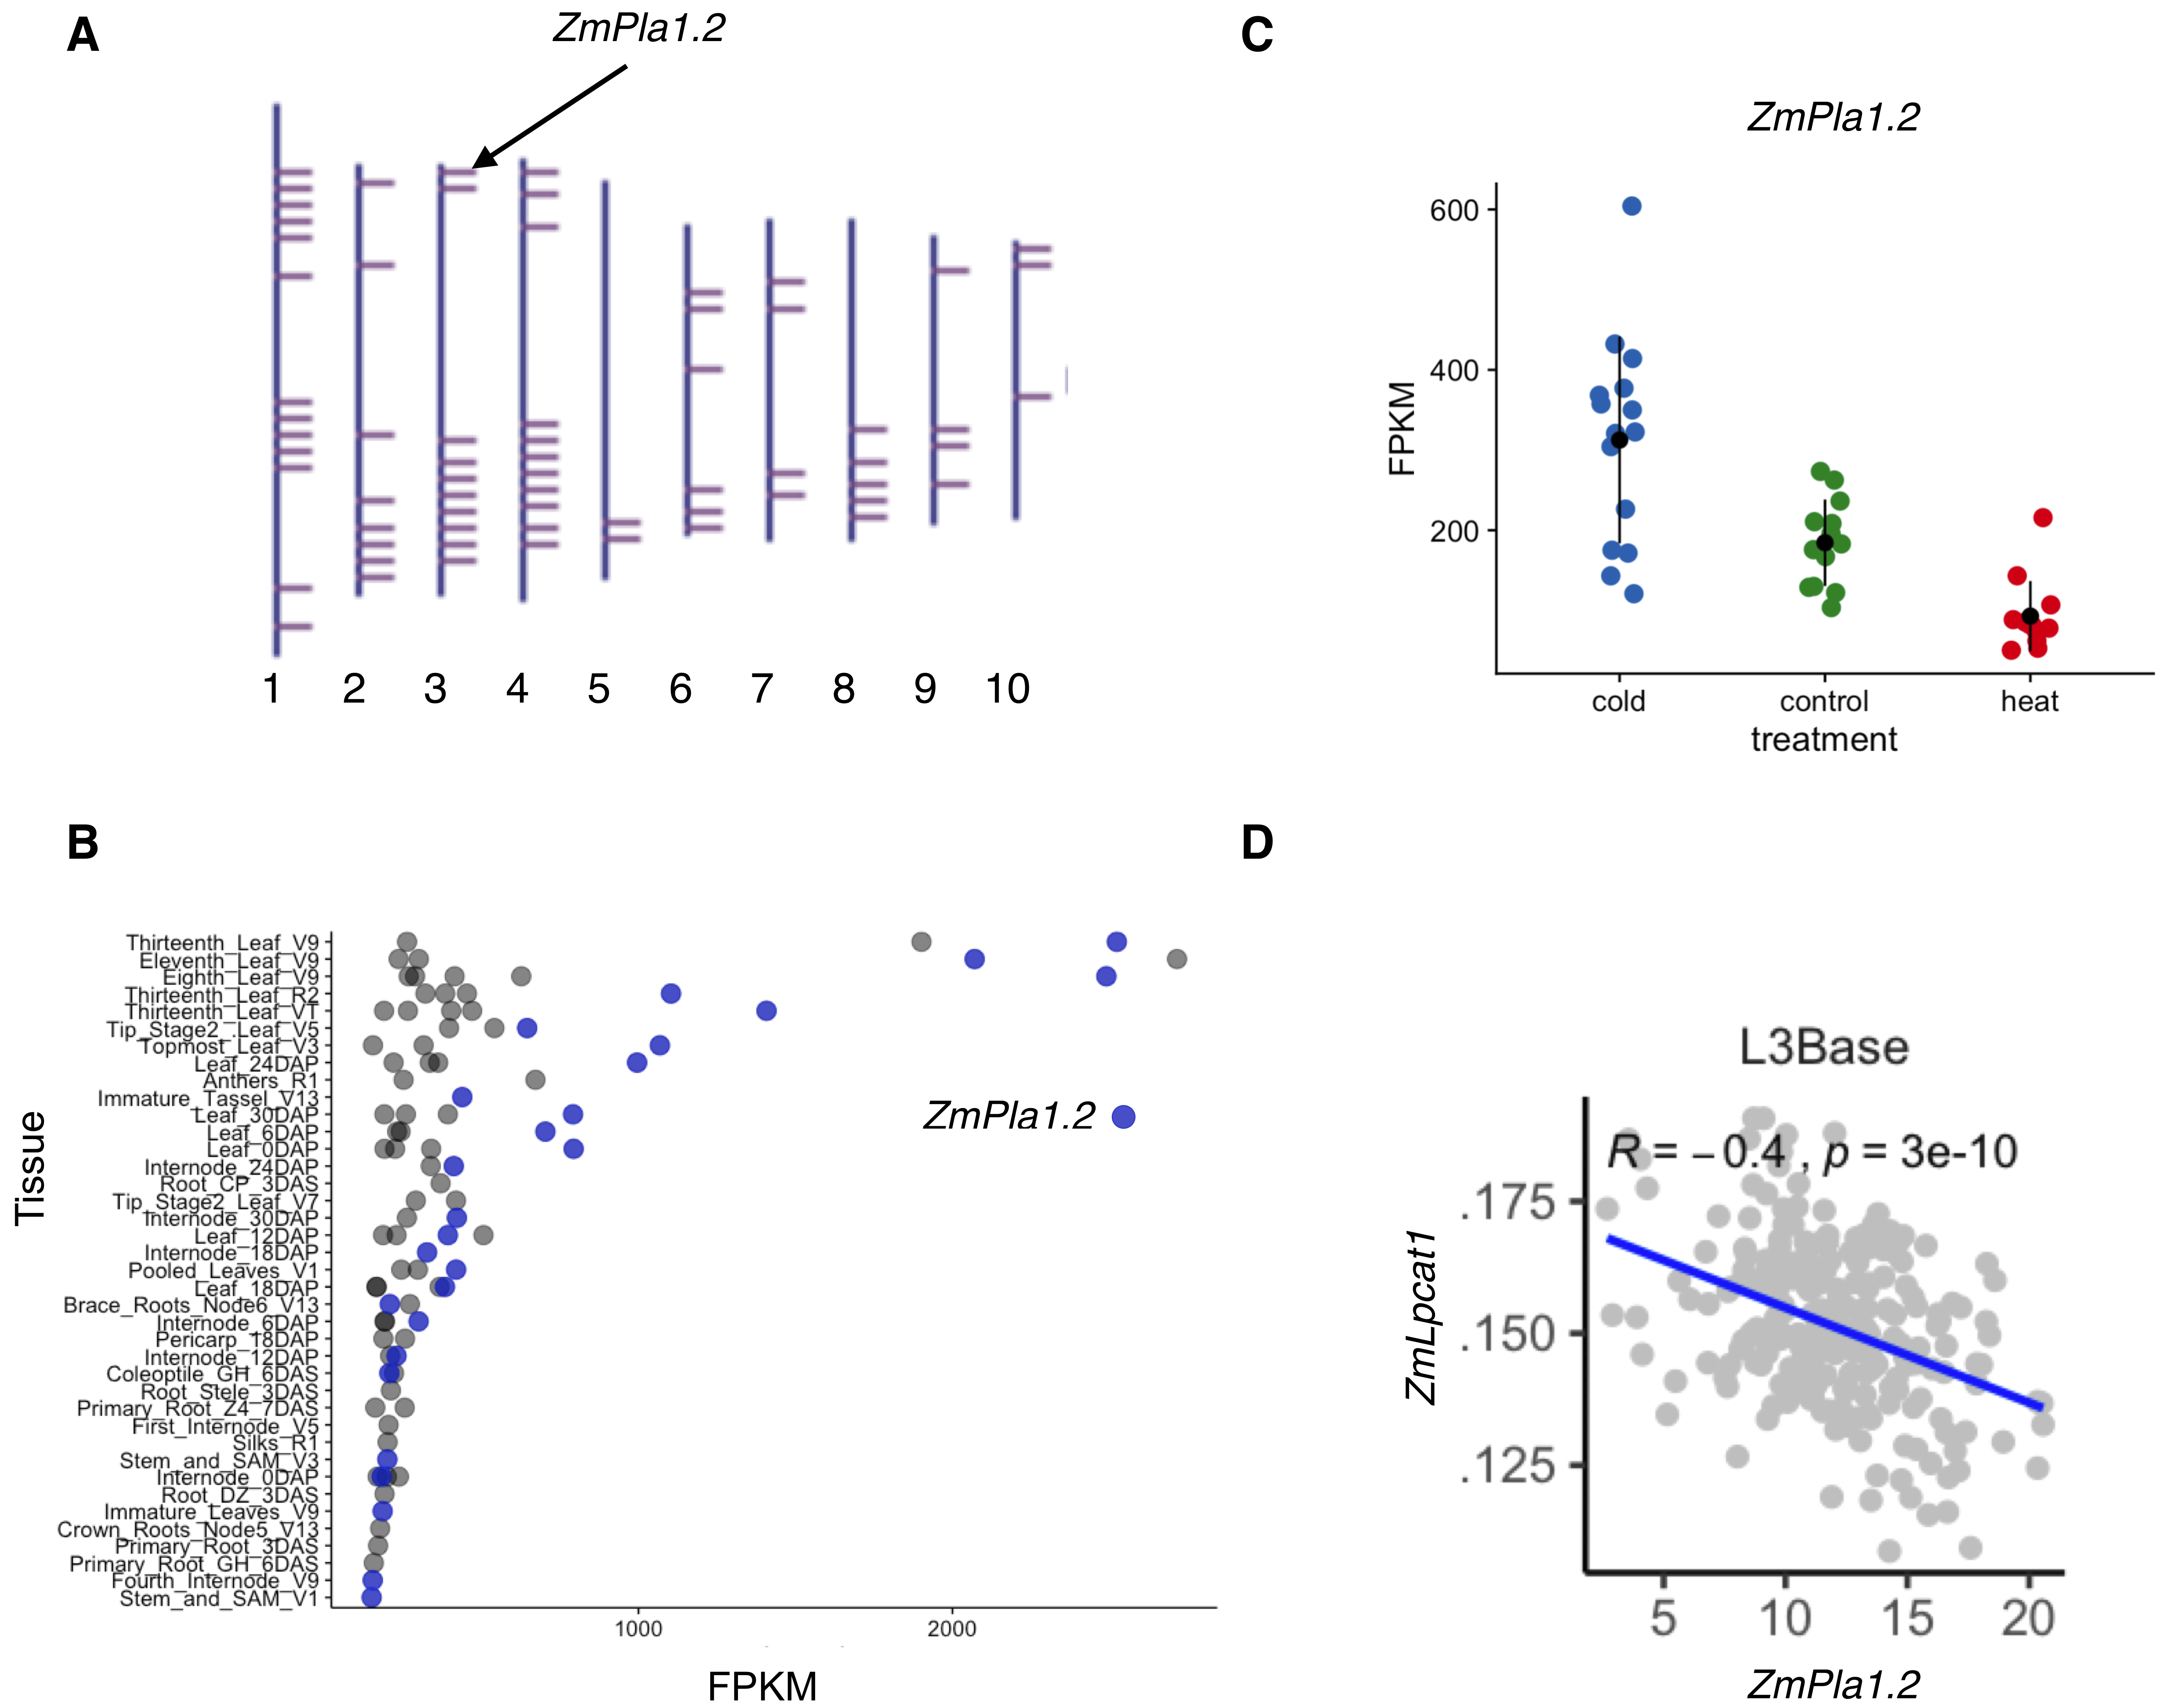 A
ZmPla1.2
1 2 3 4 5 6 7 8 9 10
C
ZmPla1.2
FPKM
600
400
200
cold control heat
treatment
B
Tissue
Thirteenth_Leaf_V9
Eleventh_Leaf_V9
Eighth_Leaf_V9
Thirteenth_Leaf_R2
Thirteenth_Leaf_VT
Tip_Stage2_.Leaf_V5
Topmost_Leaf_V3
Leaf_24DAP
Anthers_R1
Immature_Tassel_V13
Leaf_30DAP
Leaf_6DAP
Leaf_0DAP
Internode_24DAP
Root_CP_3DAS
Tip_Stage2_Leaf_V7
Internode_30DAP
Leaf_12DAP
Internode_18DAP
Pooled_Leaves_V1
Leaf_18DAP
Brace_Roots_Node6_V13
Internode_6DAP
Pericarp_18DAP
Internode_12DAP
Coleoptile_GH_6DAS
Root_Stele_3DAS
Primary_Root_Z4_7DAS
First_Internode_V5
Silks_R1
Stem_and_SAM_V3
Internode_0DAP
Root_DZ_3DAS
Immature_Leaves_V9
Crown_Roots_Node5_V13
Primary_Root_3DAS
Primary_Root_GH_6DAS
Fourth_Internode_V9
Stem_and_SAM_V1
ZmPla1.2
1000 2000
FPKM
D
L3Base
R = −0.4 , p = 3e-10
ZmLpcat1
.175
.150
.125
5 10 15 20
ZmPla1.2